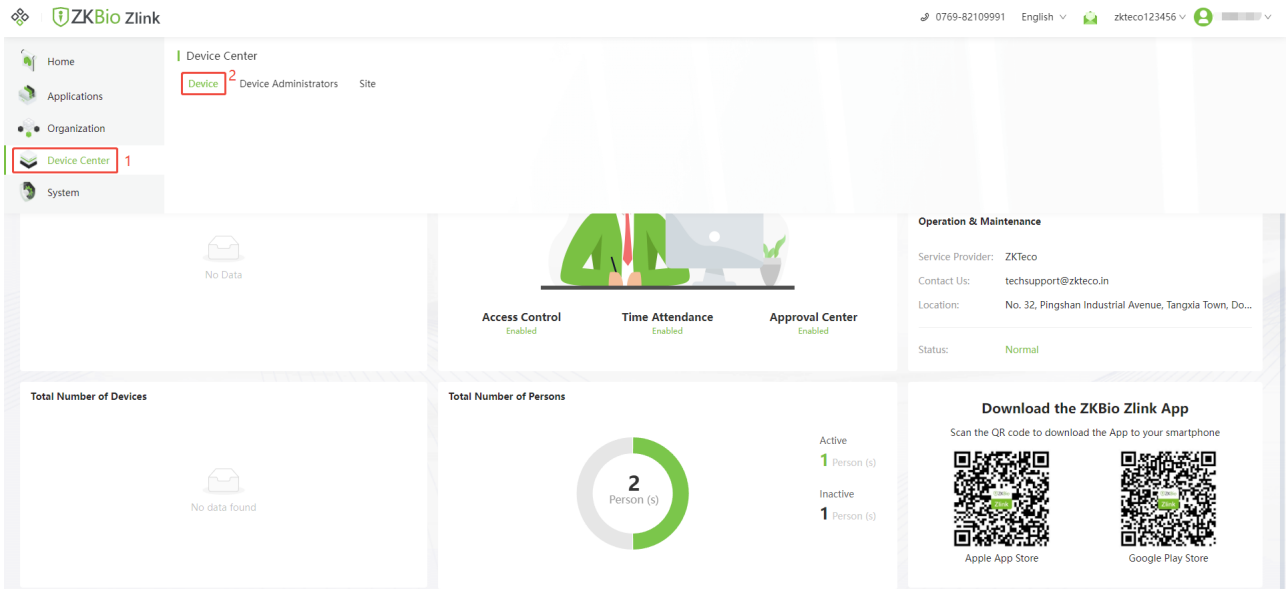 ZKBio Zlink
0769-82109991 English zkteco123456
Home
Applications
Organization
Device Center 1
System
Device Center
Device 2 Device Administrators Site
No Data
Access Control Time Attendance Approval Center
Enabled Enabled Enabled
Operation & Maintenance
Service Provider: ZKTeco
Contact Us: techsupport@zkteco.in
Location: No. 32, Pingshan Industrial Avenue, Tangxia Town, Do...
Status: Normal
Total Number of Devices
No data found
Total Number of Persons
2
Person (s)
Active
1 Person (s)
Inactive
1 Person (s)
Download the ZKBio Zlink App
Scan the QR code to download the App to your smartphone
Zlink Zlink
Apple App Store Google Play Store